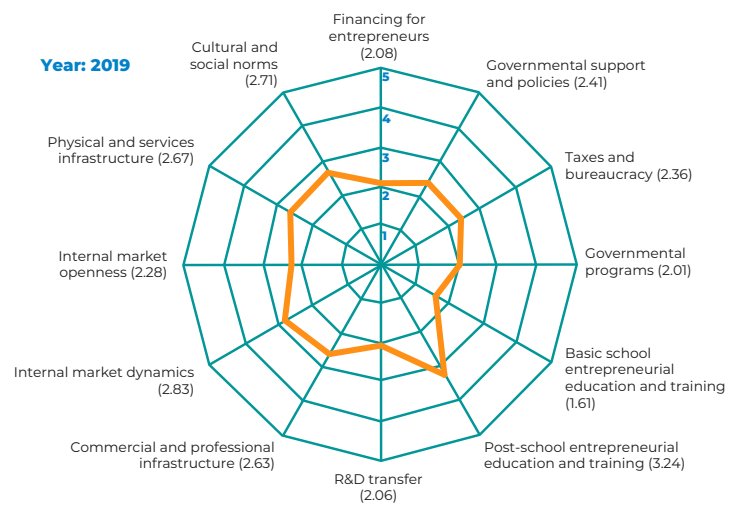 Year: 2019
Financing for
entrepreneurs
(2.08)
Governmental support
and policies (2.41)
Taxes and
bureaucracy (2.36)
Governmental
programs (2.01)
Basic school
entrepreneurial
education and training
(1.61)
Post-school entrepreneurial
education and training (3.24)
R&D transfer
(2.06)
Commercial and professional
infrastructure (2.63)
Internal market dynamics
(2.83)
Internal market
openness (2.28)
Physical and services
infrastructure (2.67)
Cultural and
social norms
(2.71)
5
4
3
2
1